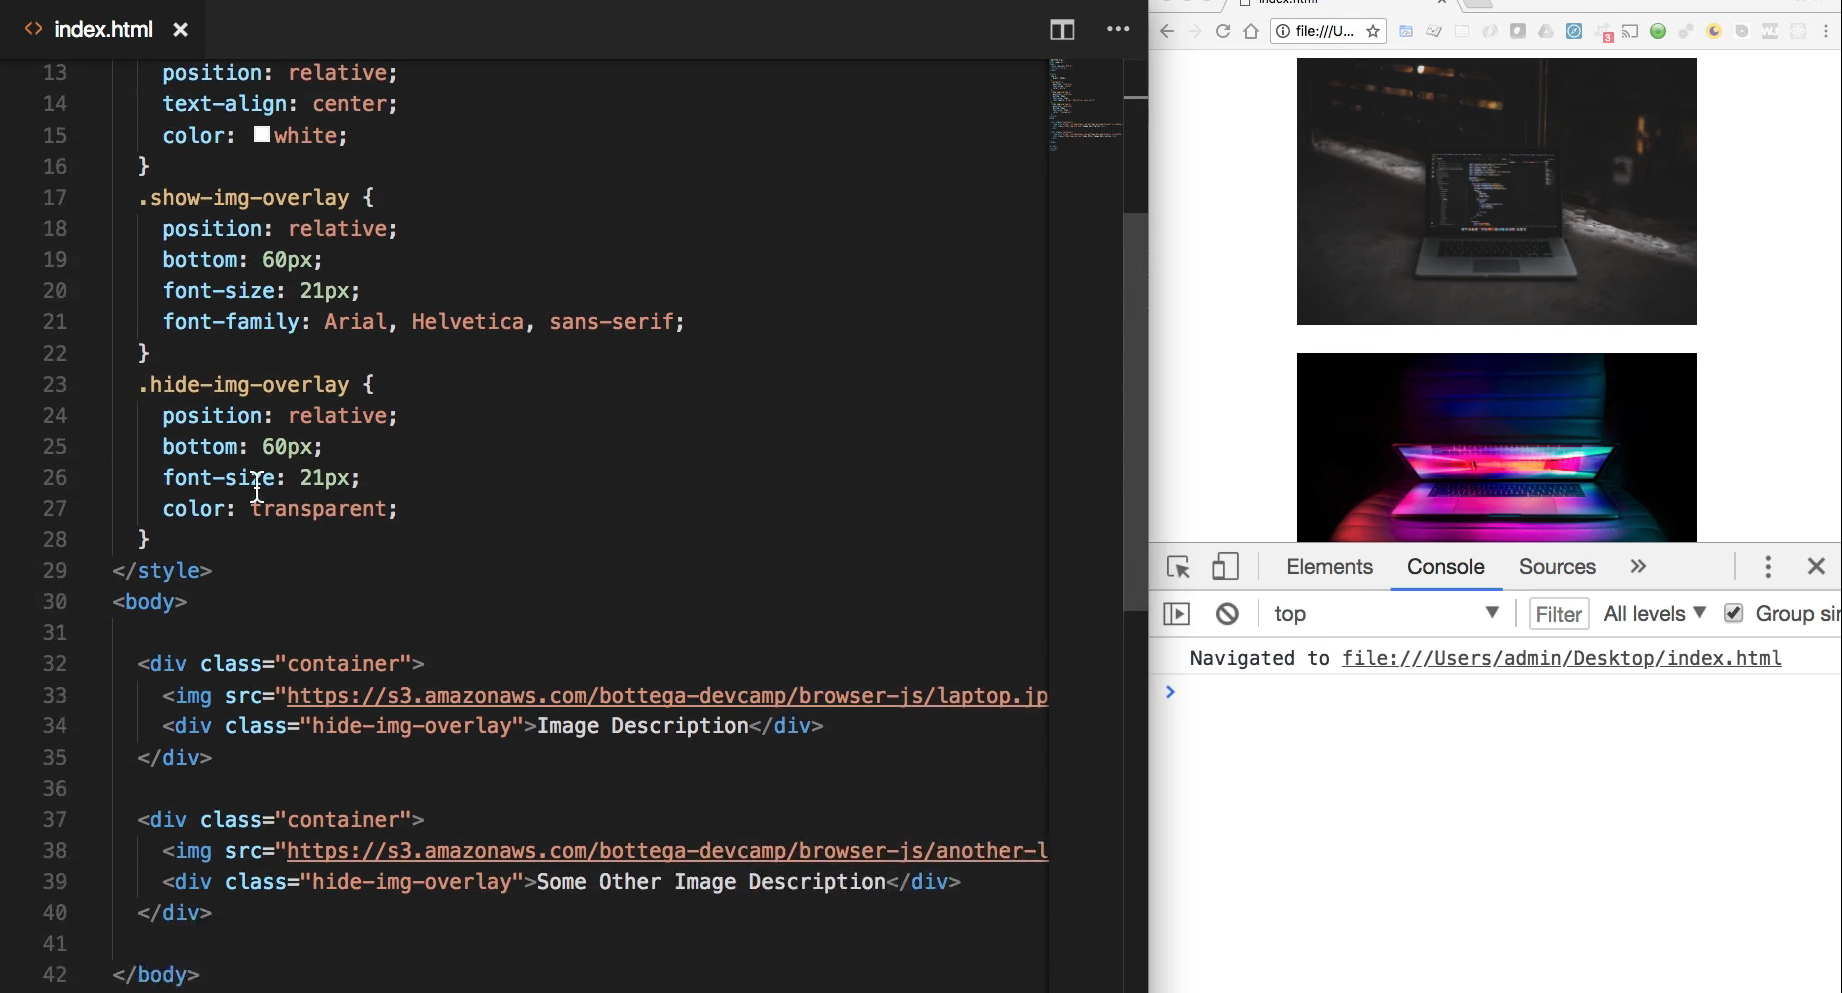 index.html
13 position: relative;
14 text-align: center;
15 color: white;
16 }
17 .show-img-overlay {
18 position: relative;
19 bottom: 60px;
20 font-size: 21px;
21 font-family: Arial, Helvetica, sans-serif;
22 }
23 .hide-img-overlay {
24 position: relative;
25 bottom: 60px;
26 font-size: 21px;
27 color: transparent;
28 }
29 </style>
30 <body>
31
32 <div class="container">
33 <img src="https://s3.amazonaws.com/bottega-devcamp/browser-js/laptop.jp
34 <div class="hide-img-overlay">Image Description</div>
35 </div>
36
37 <div class="container">
38 <img src="https://s3.amazonaws.com/bottega-devcamp/browser-js/another-l
39 <div class="hide-img-overlay">Some Other Image Description</div>
40 </div>
41
42 </body>
index.html
file:///U...
3
Elements Console Sources »
top Filter All levels Group sir
Navigated to file:///Users/admin/Desktop/index.html